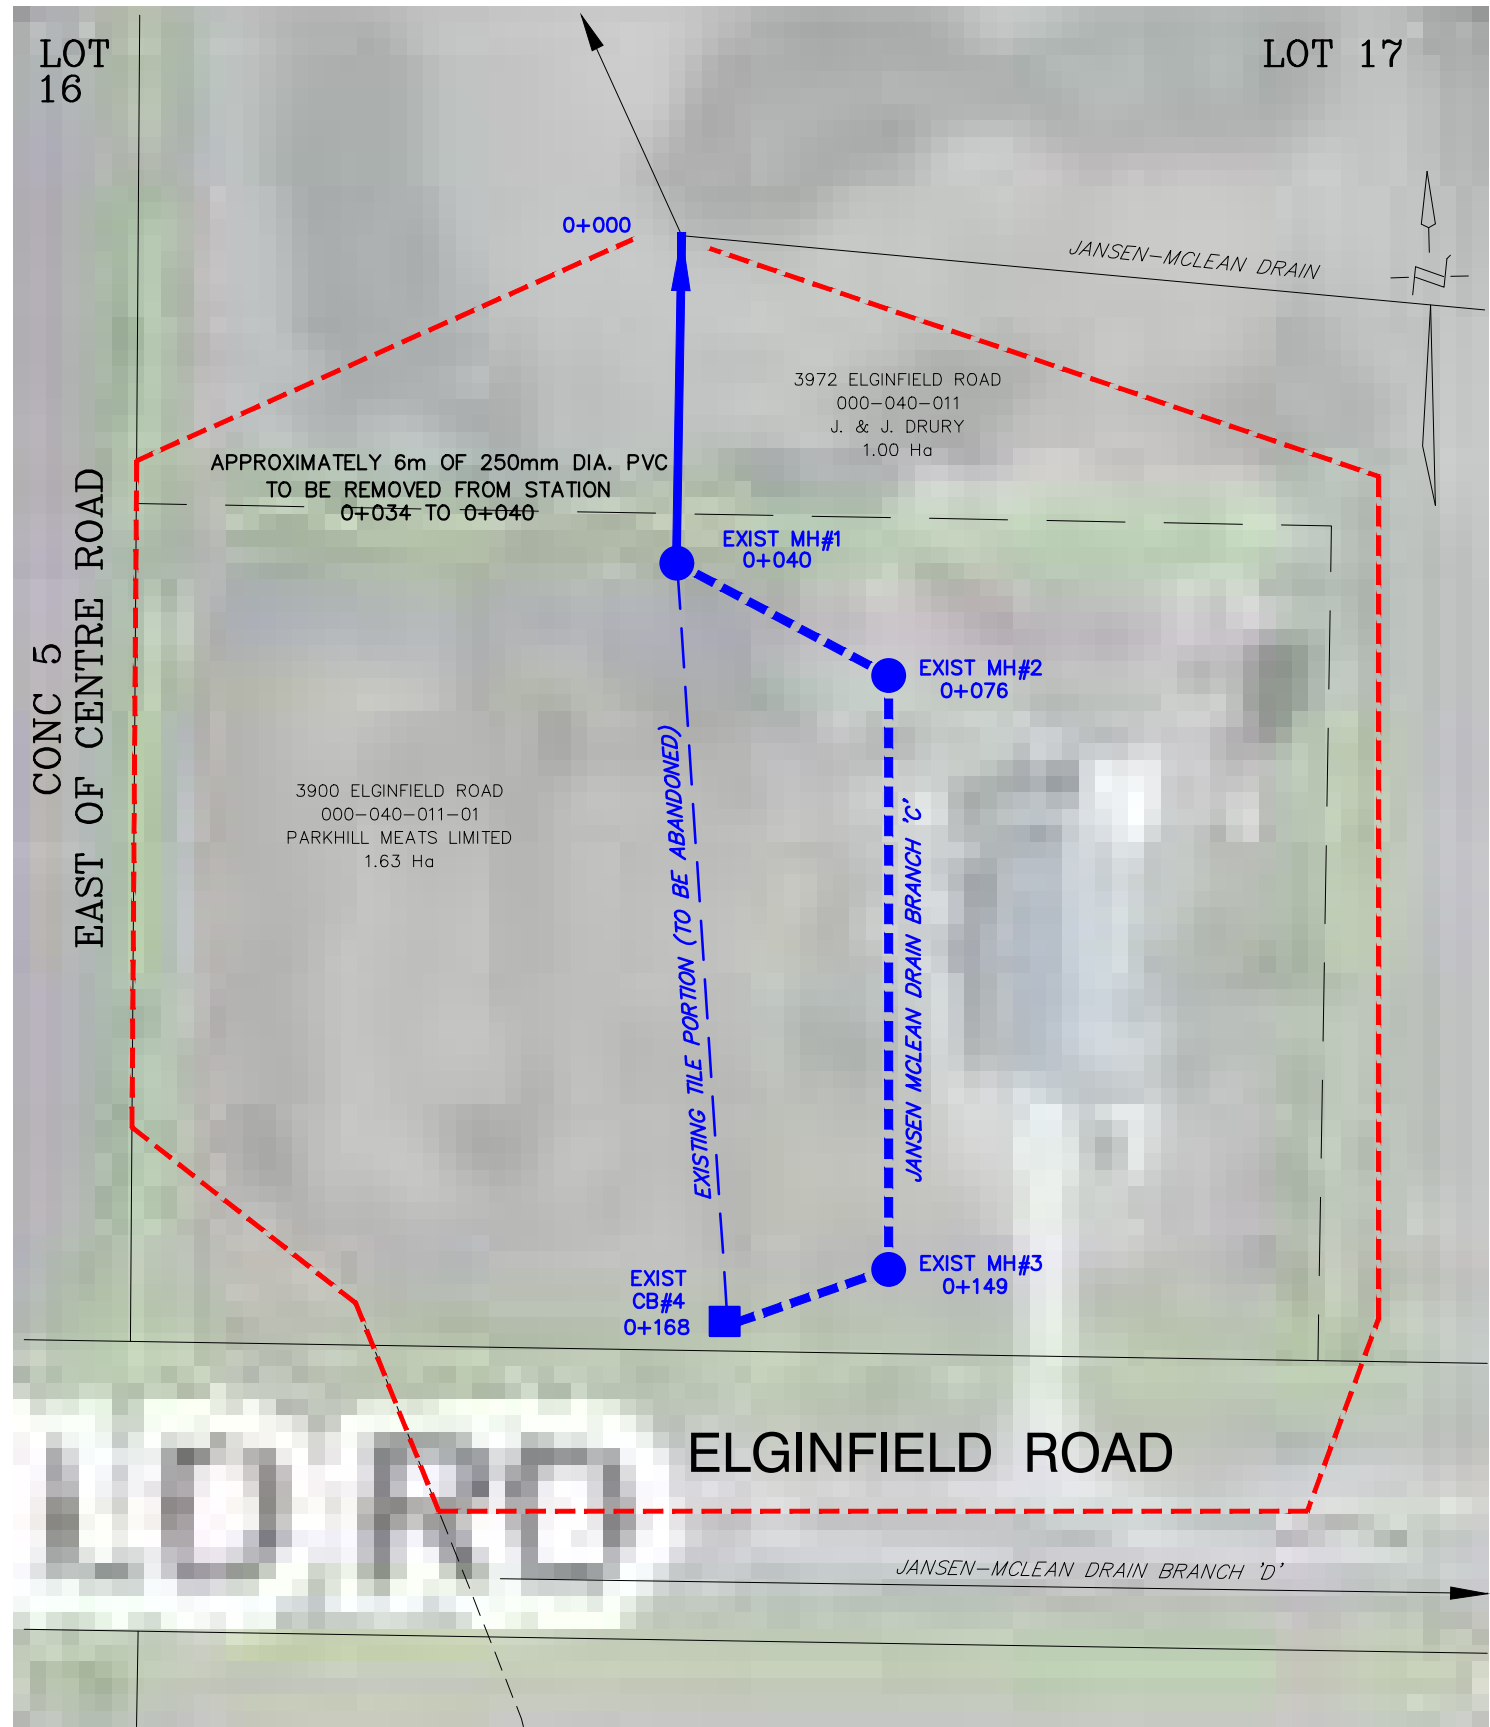 LOT
16
LOT 17
0+000
JANSEN-MCLEAN DRAIN
N
3972 ELGINFIELD ROAD
000-040-011
J. & J. DRURY
1.00 Ha
APPROXIMATELY 6m OF 250mm DIA. PVC
TO BE REMOVED FROM STATION
0+034 TO 0+040
EXIST MH#1
0+040
CONC 5
EAST OF CENTRE ROAD
EXIST MH#2
0+076
3900 ELGINFIELD ROAD
000-040-011-01
PARKHILL MEATS LIMITED
1.63 Ha
EXISTING TILE PORTION (TO BE ABANDONED)
JANSEN MCLEAN DRAIN BRANCH 'C'
EXIST MH#3
0+149
EXIST
CB#4
0+168
ELGINFIELD ROAD
LD RD
JANSEN-MCLEAN DRAIN BRANCH 'D'